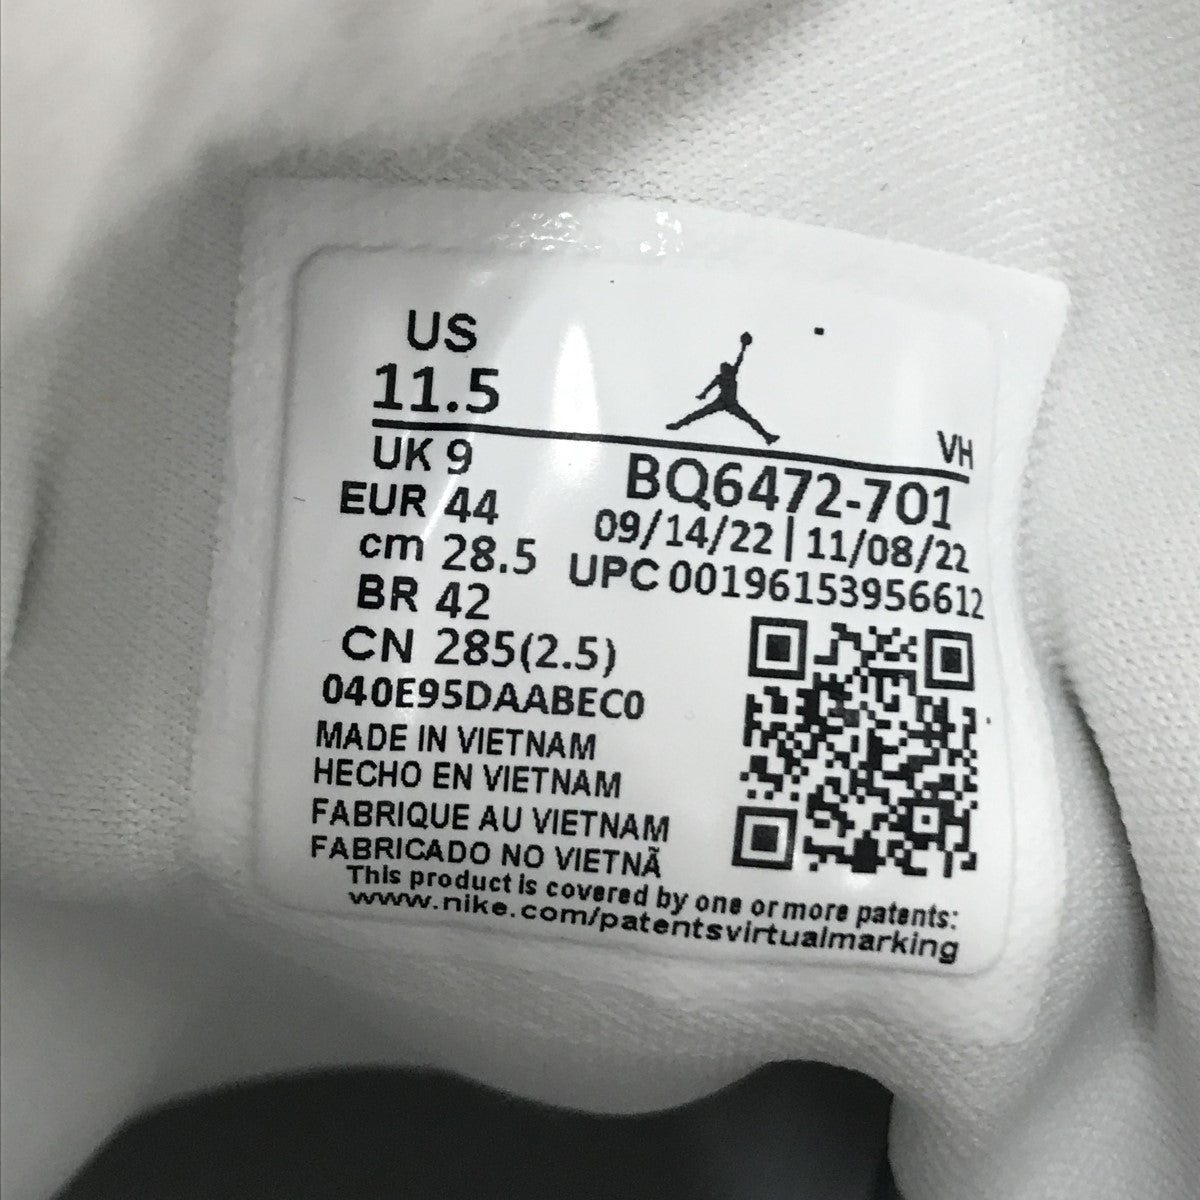 US
11.5
VH
UK 9
EUR 44
cm 28.5
BR 42
CN 285(2.5)
BQ6472-701
09/14/22 | 11/08/22
UPC 00196153956612
040E95DAABEC0
MADE IN VIETNAM
HECHO EN VIETNAM
FABRIQUE AU VIETNAM
FABRICADO NO VIETNÃ
This product is covered by one or more patents:
www.nike.com/patentsvirtualmarking